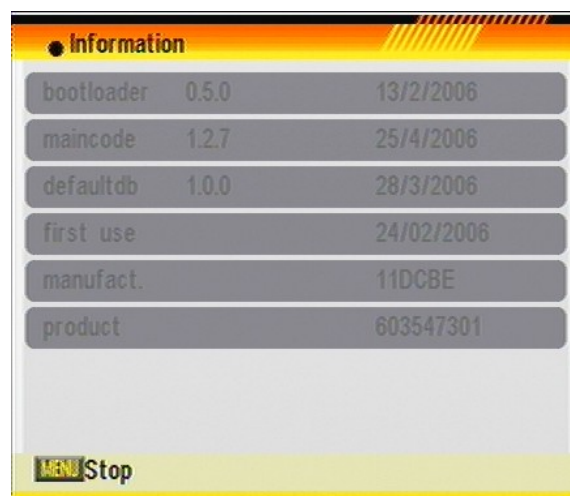 Information
bootloader 0.5.0 13/2/2006
maincode 1.2.7 25/4/2006
defaultdb 1.0.0 28/3/2006
first use 24/02/2006
manufact. 11DCBE
product 603547301
MENU Stop